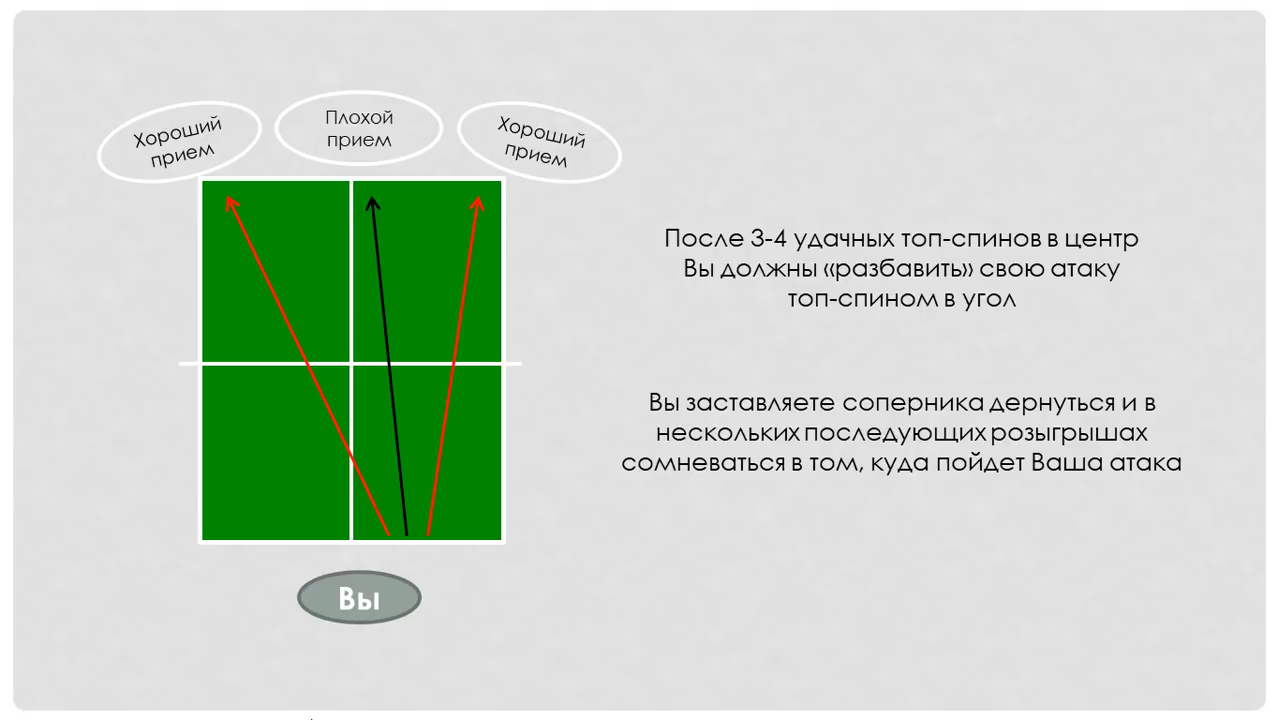 Хороший
прием
Плохой
прием
Хороший
прием
После 3-4 удачных топ-спинов в центр
Вы должны «разбавить» свою атаку
топ-спином в угол
Вы заставляете соперника дернуться и в
нескольких последующих розыгрышах
сомневаться в том, куда пойдет Ваша атака
Вы